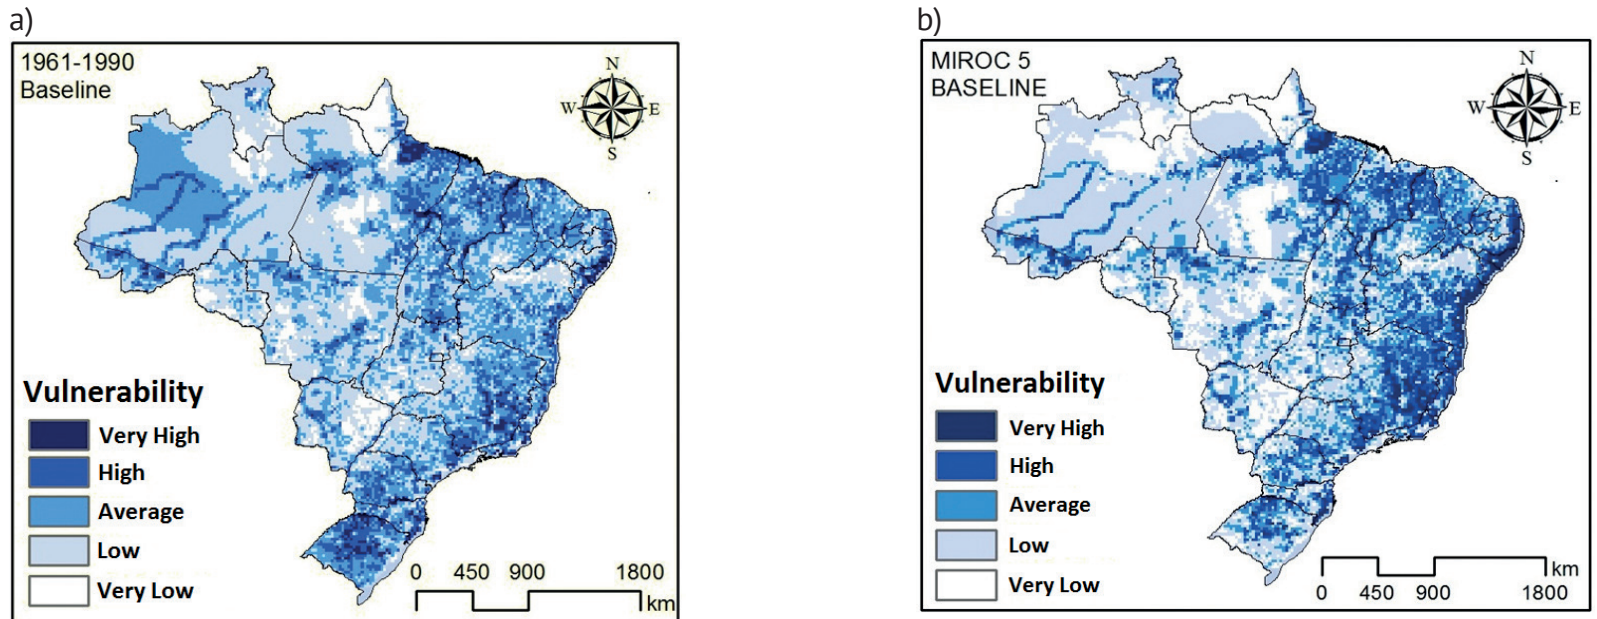 a)
1961-1990
Baseline
N
W
E
S
Vulnerability
Very High
High
Average
Low
Very Low
0 450 900 1800
km
b)
MIROC 5
BASELINE
N
W
E
S
Vulnerability
Very High
High
Average
Low
Very Low
km
0 450 900 1800